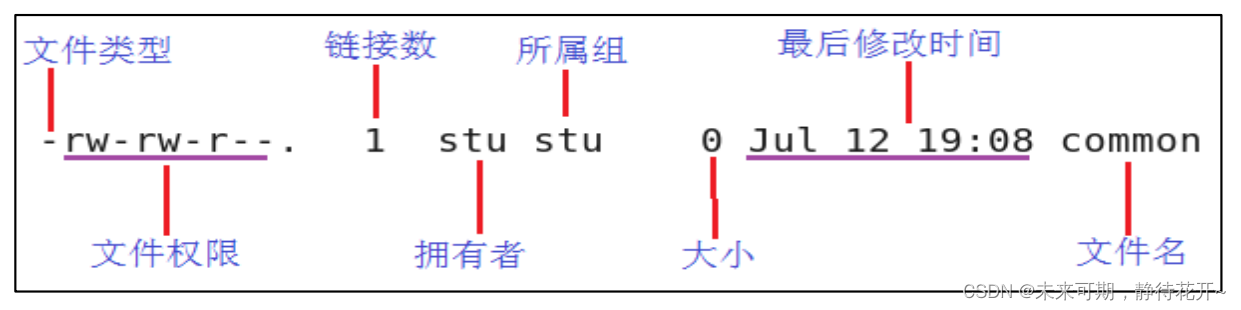 文件类型 链接数 所属组 最后修改时间
-rw-rw-r--. 1 stu stu 0 Jul 12 19:08 common
文件权限 拥有者 大小 文件名
CSDN @未来可期，静待花开~